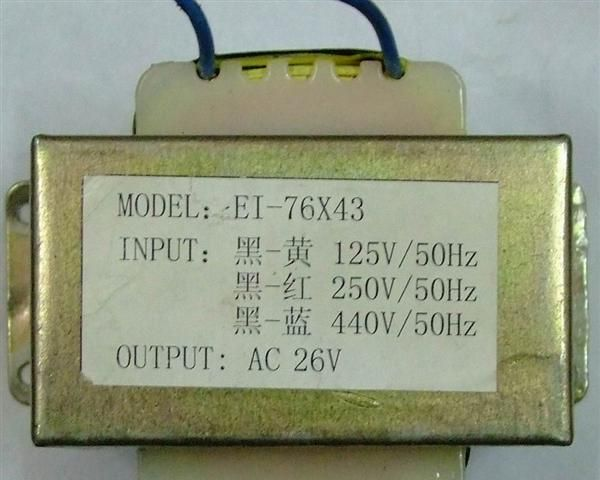 MODEL: EI-76X43
INPUT: 黑-黄 125V/50Hz
黑-红 250V/50Hz
黑-蓝 440V/50Hz
OUTPUT: AC 26V